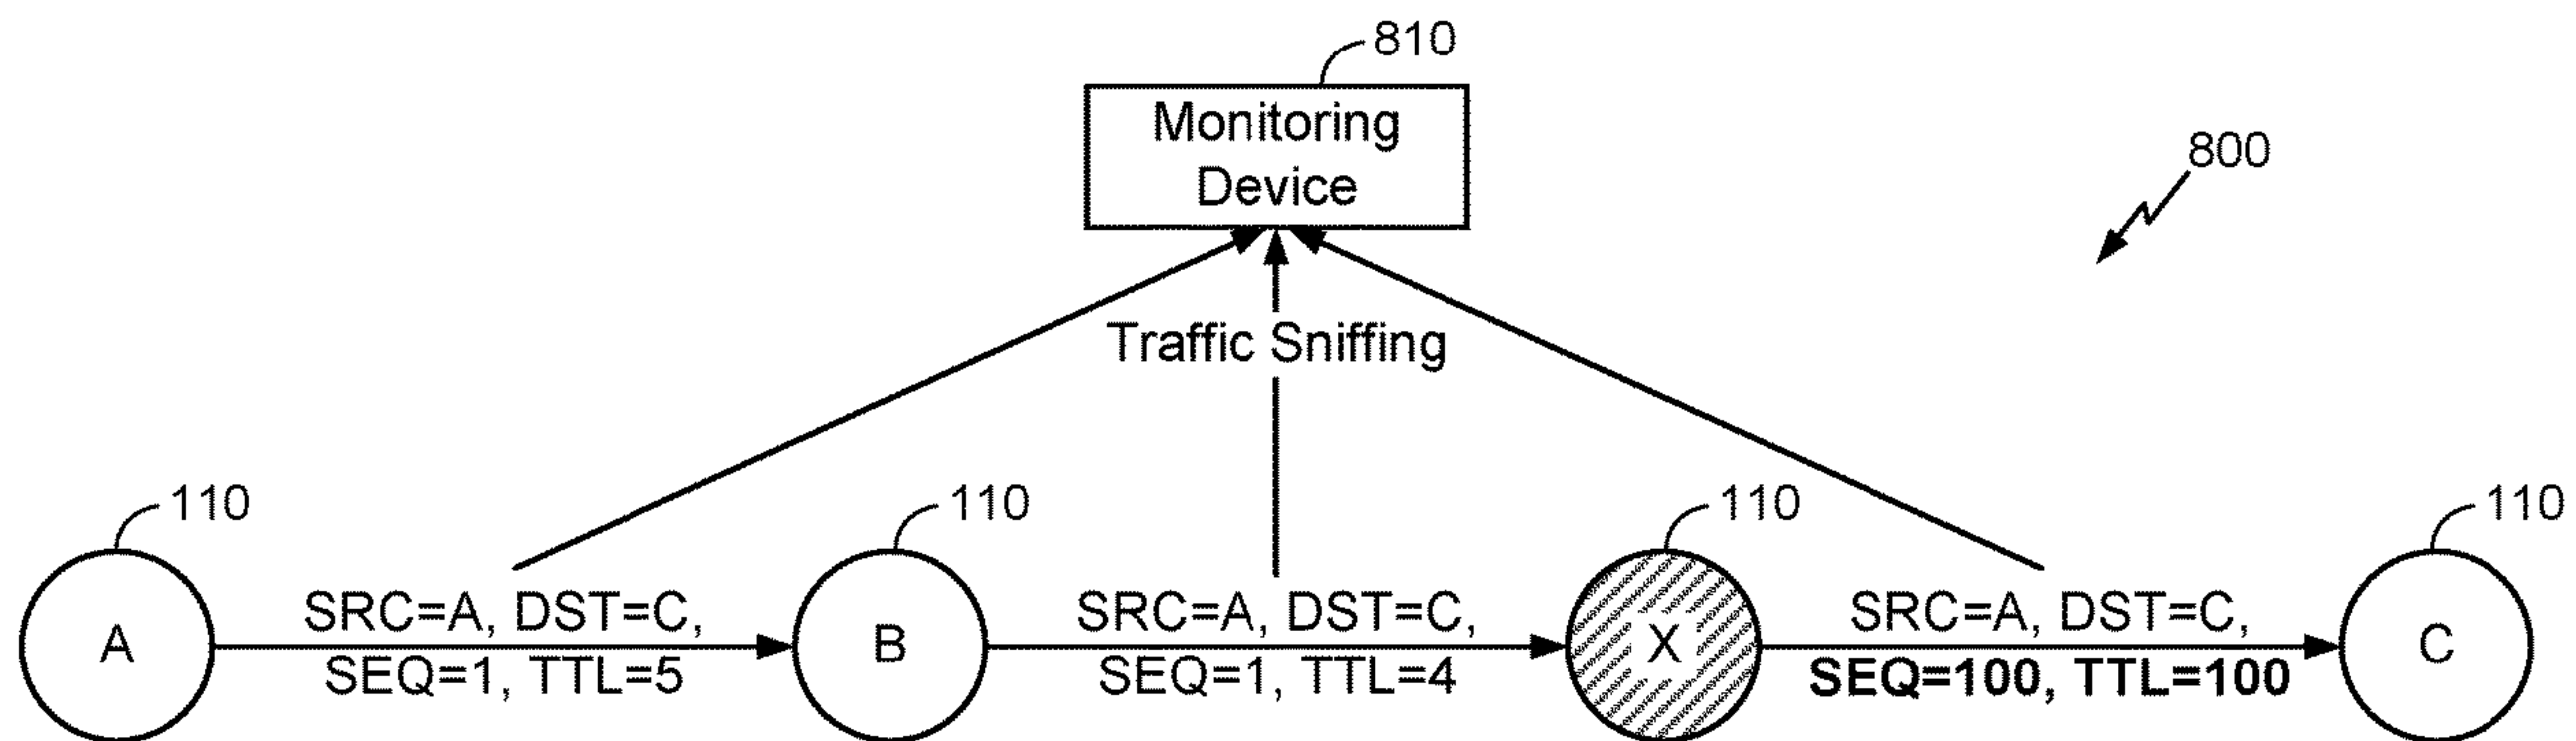 810
Monitoring
Device
800
Traffic Sniffing
110
110
110
110
A
SRC=A, DST=C,
SEQ=1, TTL=5
B
SRC=A, DST=C,
SEQ=1, TTL=4
X
SRC=A, DST=C,
SEQ=100, TTL=100
C